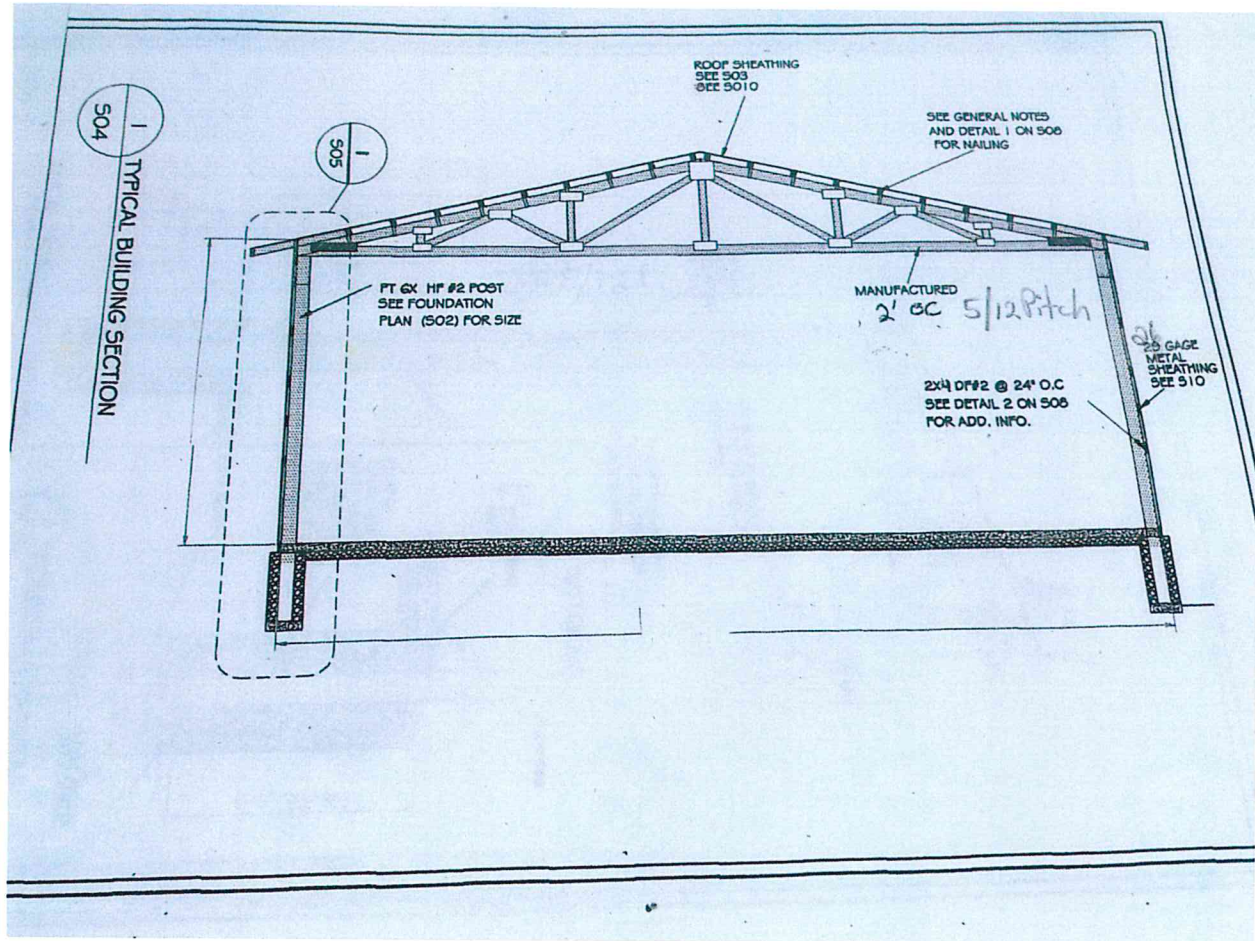 ROOF SHEATHING
SEE S03
SEE S010
SEE GENERAL NOTES
AND DETAIL 1 ON S08
FOR NAILING
1
S05
1
S04
TYPICAL BUILDING SECTION
PT 6X HF #2 POST
SEE FOUNDATION
PLAN (S02) FOR SIZE
MANUFACTURED
2' OC 5/12 Pitch
26
GAGE
METAL
SHEATHING
SEE S10
2X4 DF#2 @ 24" O.C
SEE DETAIL 2 ON S08
FOR ADD. INFO.